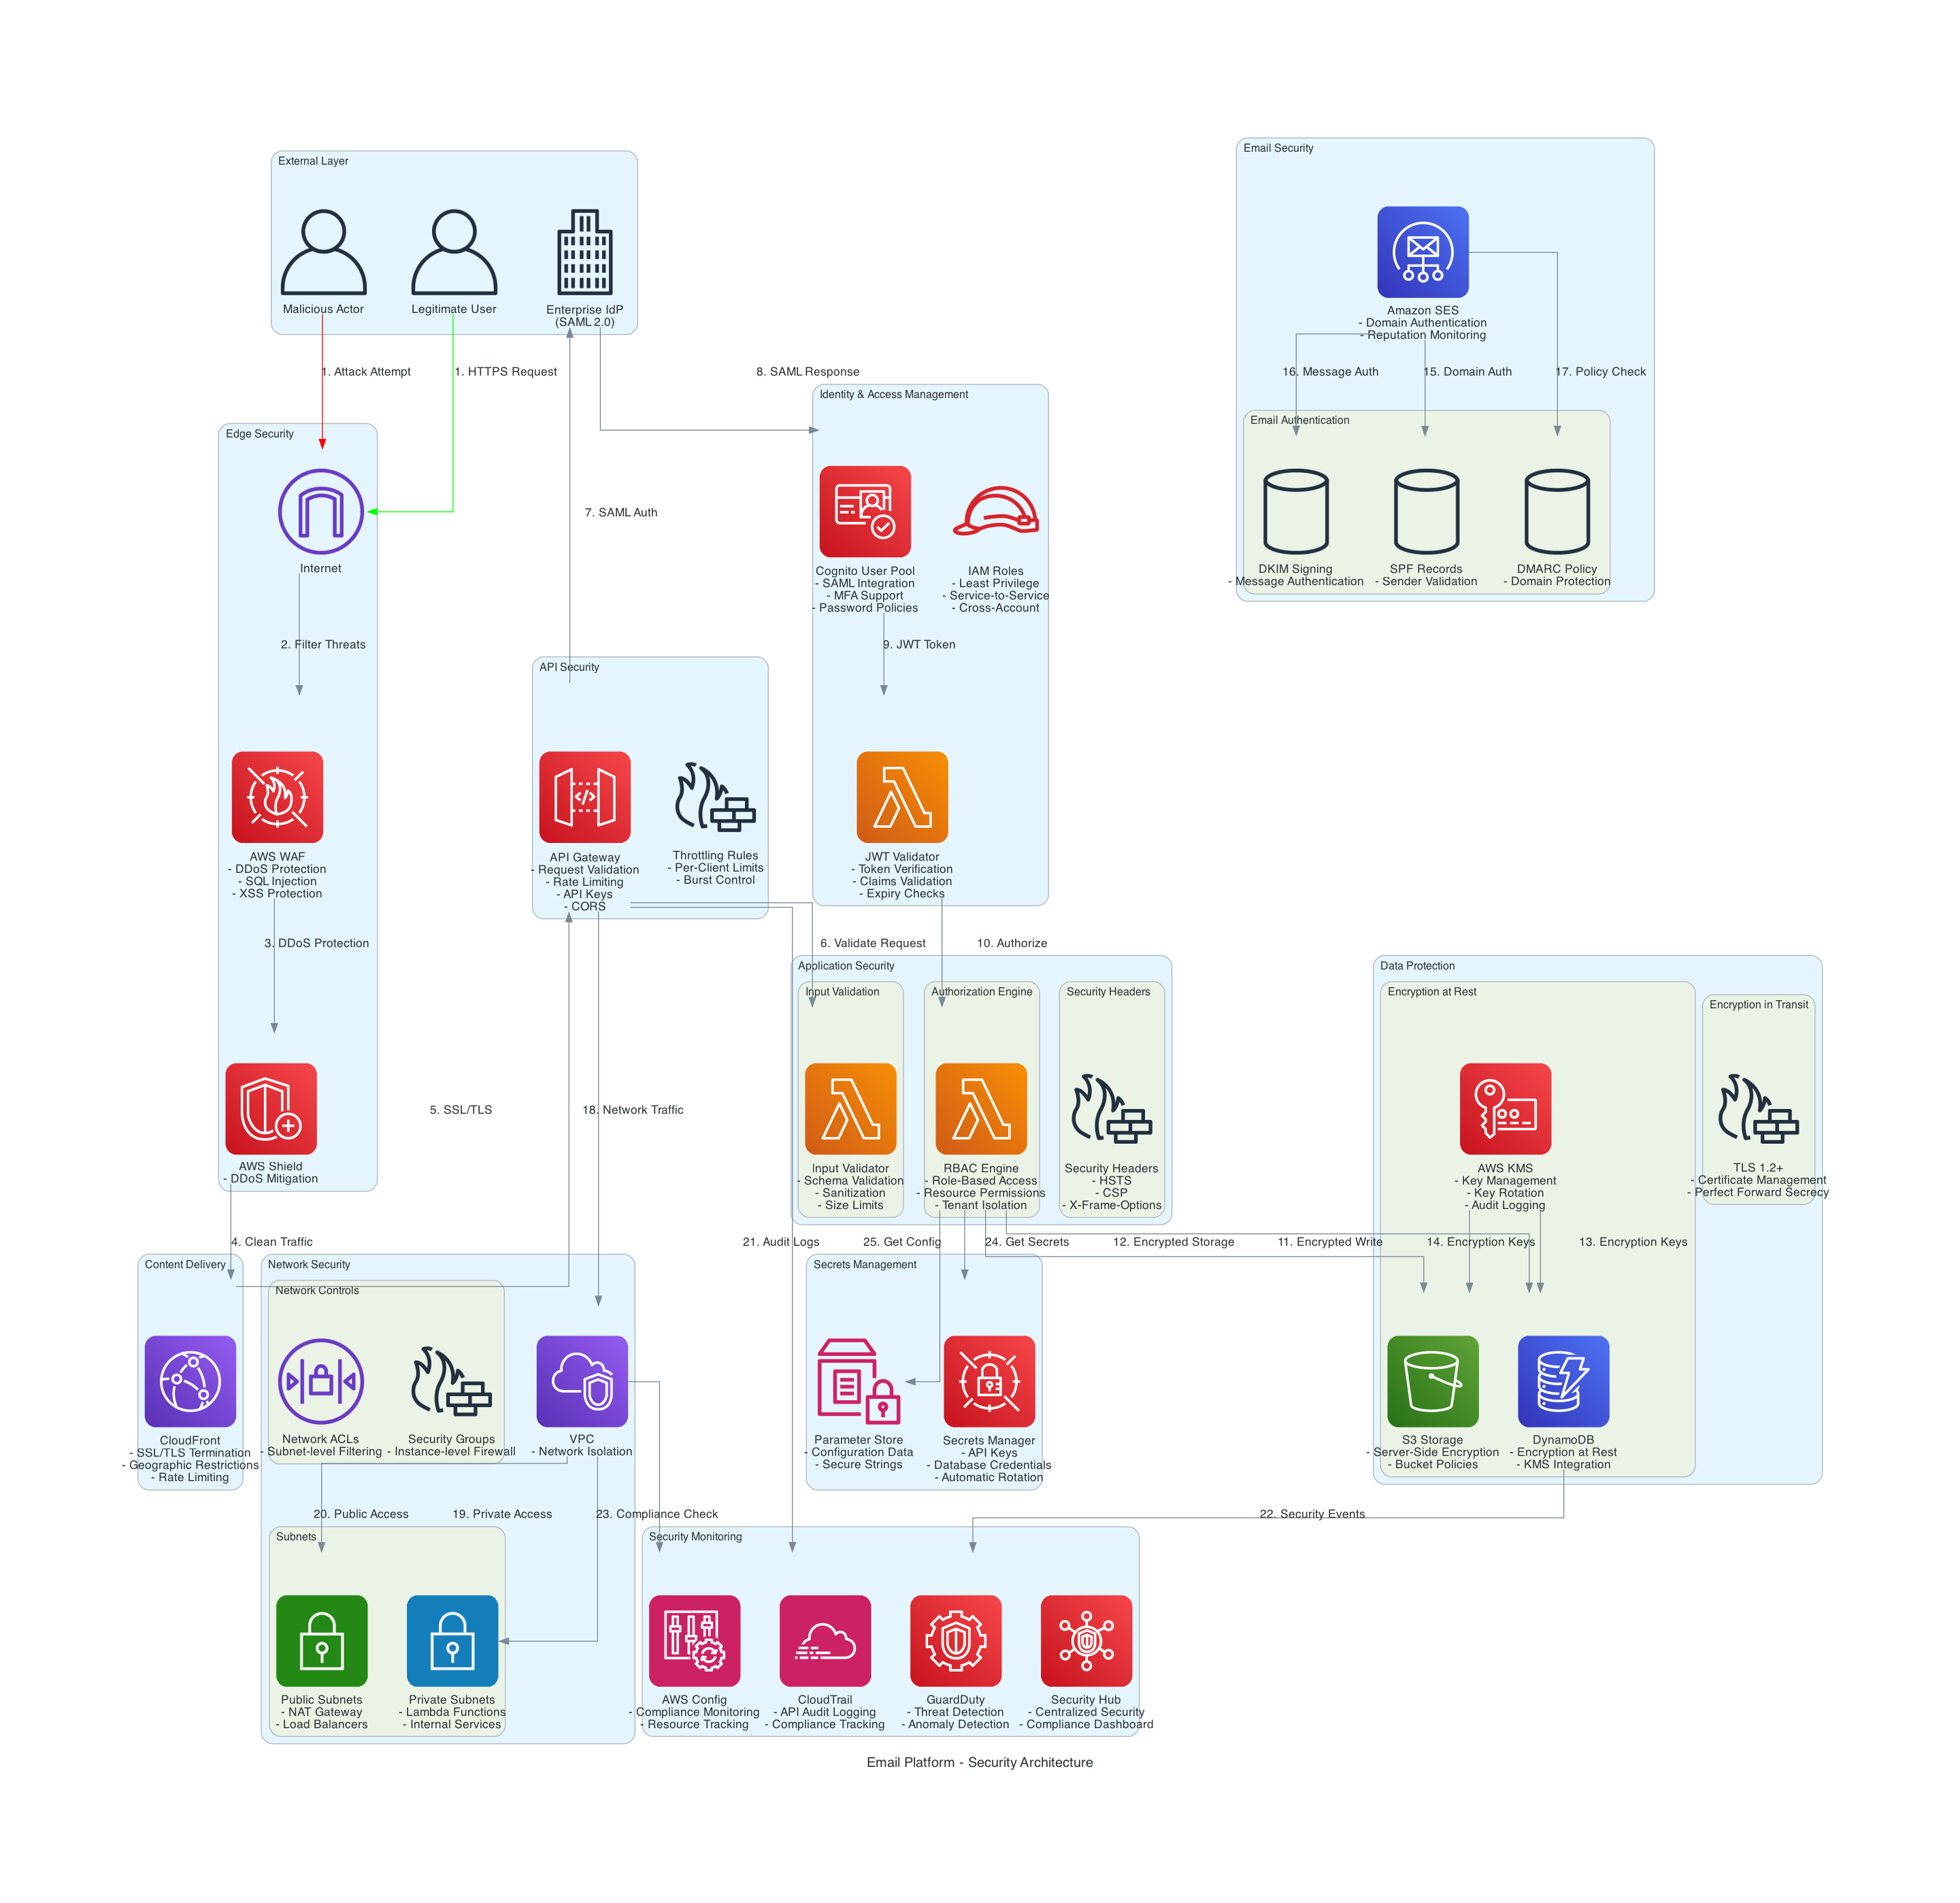 External Layer
Malicious Actor
Legitimate User
Enterprise IdP
(SAML 2.0)
1. Attack Attempt
1. HTTPS Request
8. SAML Response
Email Security
Amazon SES
- Domain Authentication
- Reputation Monitoring
16. Message Auth
15. Domain Auth
17. Policy Check
Email Authentication
DKIM Signing
- Message Authentication
SPF Records
- Sender Validation
DMARC Policy
- Domain Protection
Edge Security
Internet
2. Filter Threats
AWS WAF
- DDoS Protection
- SQL Injection
- XSS Protection
3. DDoS Protection
AWS Shield
- DDoS Mitigation
4. Clean Traffic
7. SAML Auth
Identity & Access Management
Cognito User Pool
- SAML Integration
- MFA Support
- Password Policies
IAM Roles
- Least Privilege
- Service-to-Service
- Cross-Account
9. JWT Token
JWT Validator
- Token Verification
- Claims Validation
- Expiry Checks
API Security
API Gateway
- Request Validation
- Rate Limiting
- API Keys
- CORS
Throttling Rules
- Per-Client Limits
- Burst Control
6. Validate Request
10. Authorize
5. SSL/TLS
18. Network Traffic
Application Security
Input Validation
Input Validator
- Schema Validation
- Sanitization
- Size Limits
Authorization Engine
RBAC Engine
- Role-Based Access
- Resource Permissions
- Tenant Isolation
Security Headers
Security Headers
- HSTS
- CSP
- X-Frame-Options
Data Protection
Encryption at Rest
AWS KMS
- Key Management
- Key Rotation
- Audit Logging
Encryption in Transit
TLS 1.2+
- Certificate Management
- Perfect Forward Secrecy
21. Audit Logs
25. Get Config
24. Get Secrets
12. Encrypted Storage
11. Encrypted Write
14. Encryption Keys
13. Encryption Keys
Content Delivery
CloudFront
- SSL/TLS Termination
- Geographic Restrictions
- Rate Limiting
Network Security
Network Controls
Network ACLs
- Subnet-level Filtering
Security Groups
- Instance-level Firewall
VPC
- Network Isolation
Secrets Management
Parameter Store
- Configuration Data
- Secure Strings
Secrets Manager
- API Keys
- Database Credentials
- Automatic Rotation
S3 Storage
- Server-Side Encryption
- Bucket Policies
DynamoDB
- Encryption at Rest
- KMS Integration
20. Public Access
19. Private Access
23. Compliance Check
22. Security Events
Subnets
Public Subnets
- NAT Gateway
- Load Balancers
Private Subnets
- Lambda Functions
- Internal Services
Security Monitoring
AWS Config
- Compliance Monitoring
- Resource Tracking
CloudTrail
- API Audit Logging
- Compliance Tracking
GuardDuty
- Threat Detection
- Anomaly Detection
Security Hub
- Centralized Security
- Compliance Dashboard
Email Platform - Security Architecture